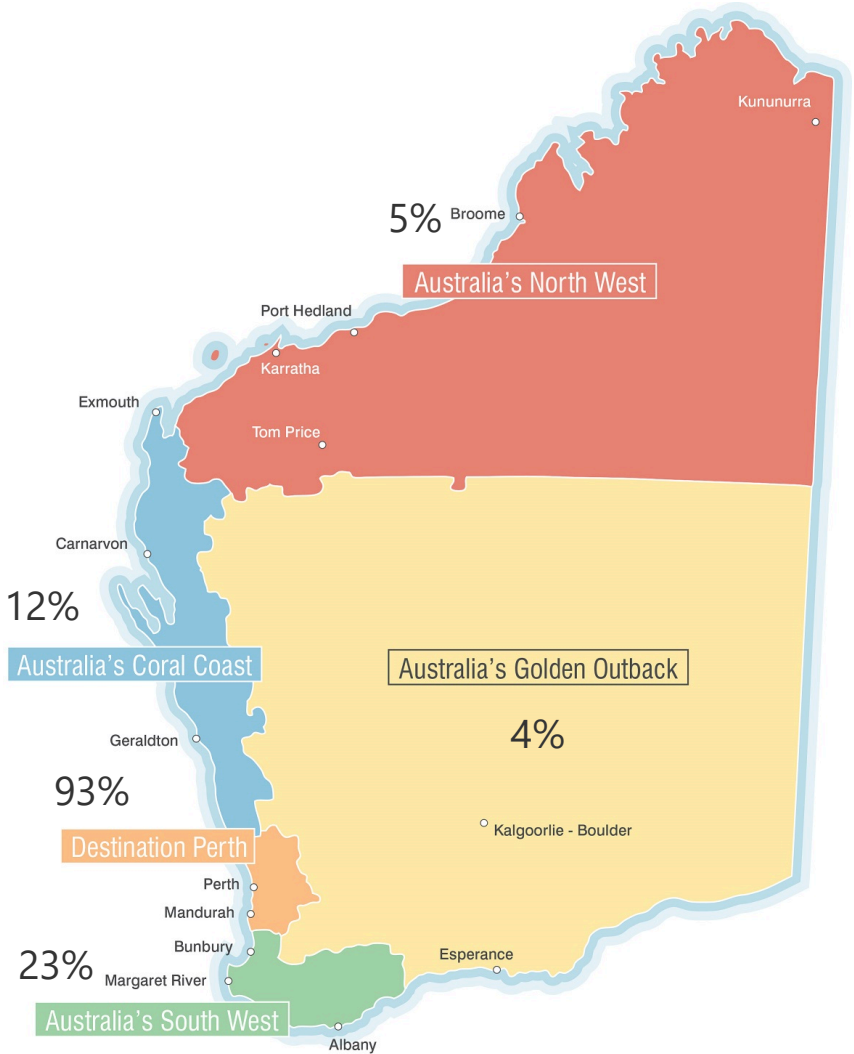 Kununurra
5%
Broome
Australia's North West
Port Hedland
Karratha
Exmouth
Tom Price
Carnarvon
12%
Australia's Coral Coast
Australia's Golden Outback
4%
Geraldton
93%
Kalgoorlie - Boulder
Destination Perth
Perth
Mandurah
Bunbury
Esperance
23%
Margaret River
Australia's South West
Albany